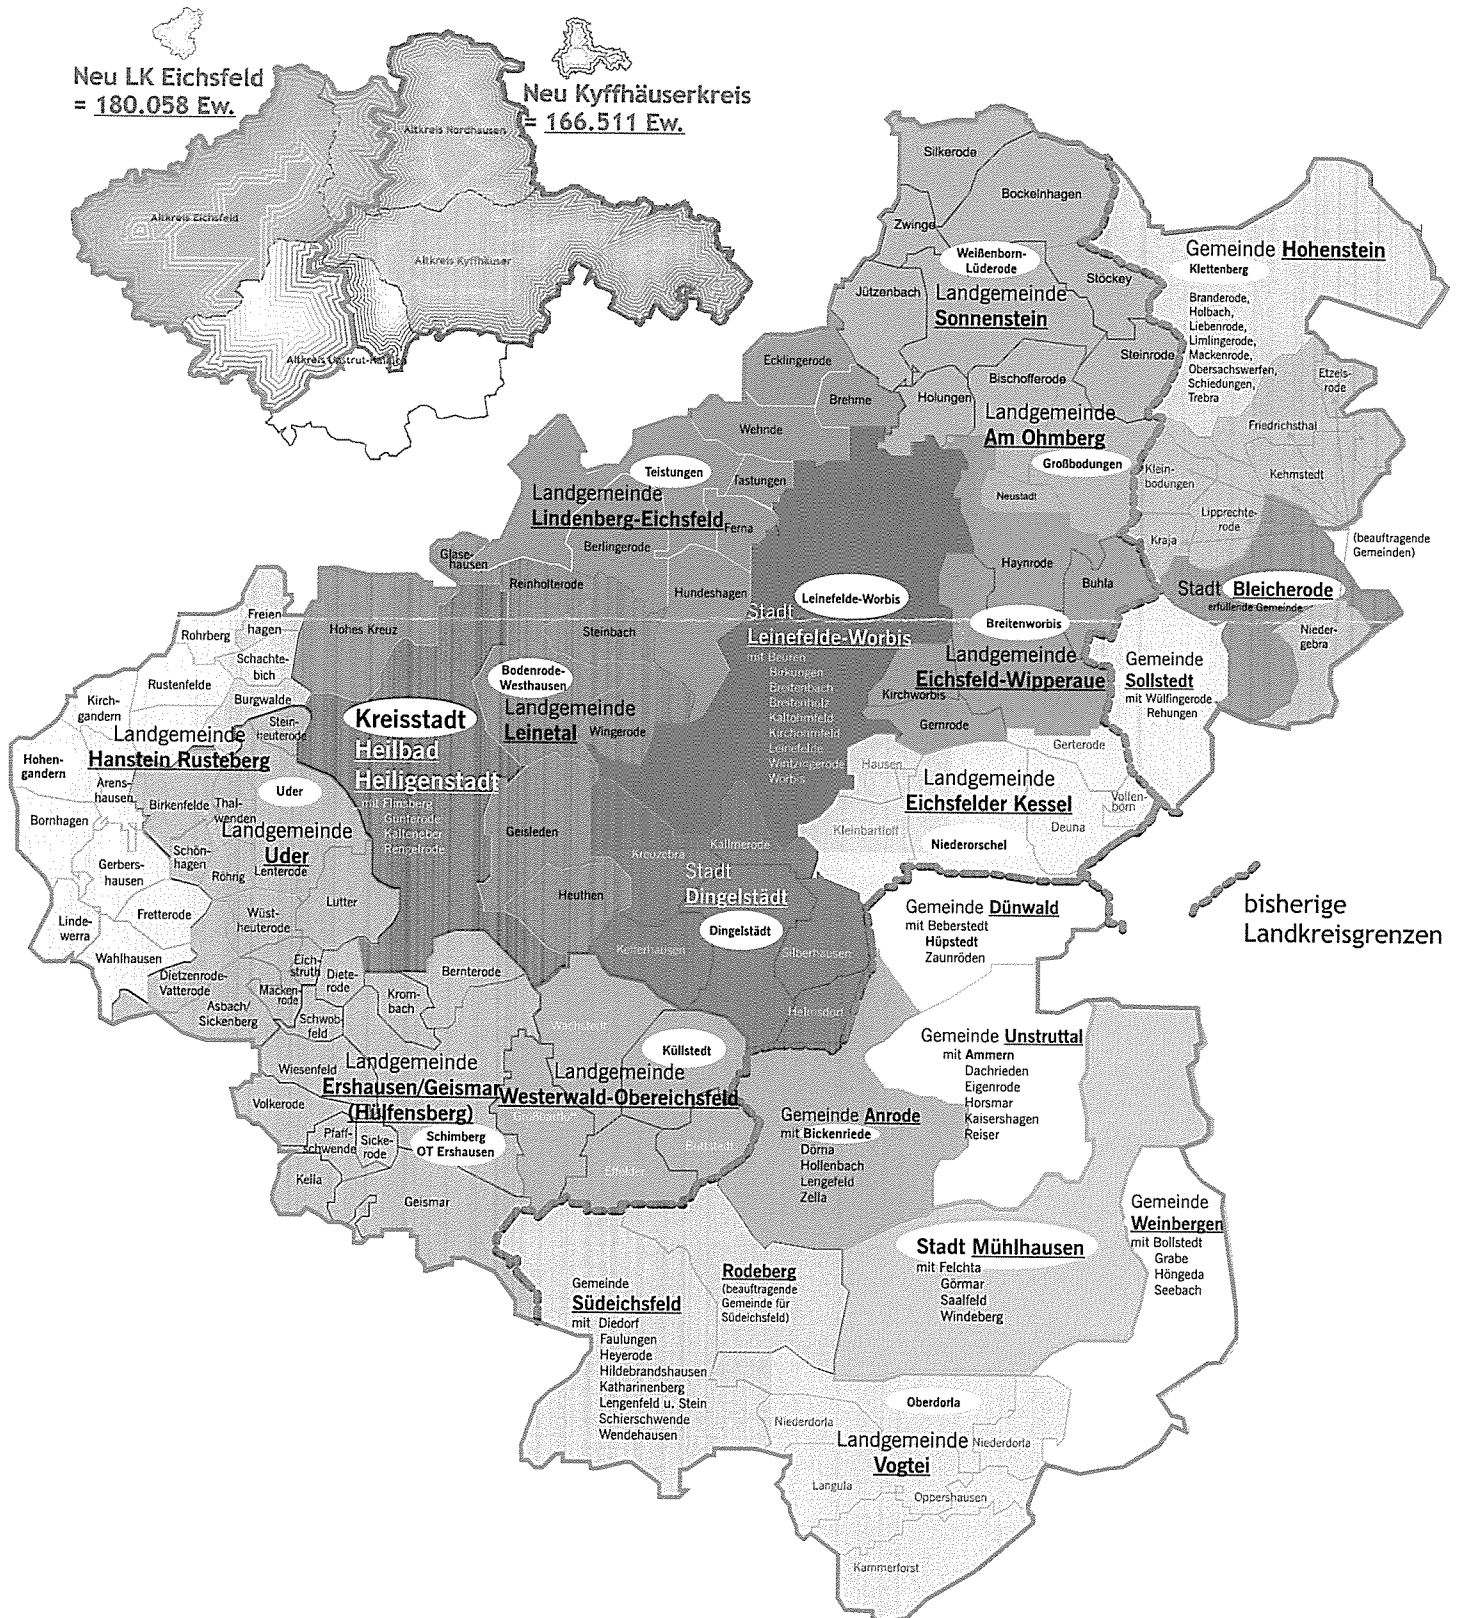 Neu LK Eichsfeld
= 180.058 Ew.
Neu Kyffhäuserkreis
= 166.511 Ew.
Altkreis Nordhausen
Altkreis Eichsfeld
Altkreis Kyffhäuser
Silkerode
Bockelnhagen
Zwinge
Weißenborn-
Lüderode
Stöckey
Jützenbach
Landgemeinde
Sonnenstein
Steinrode
Bischofferode
Holungen
Gemeinde Hohenstein
Klettenberg
Branderode,
Holbach,
Liebenrode,
Limlingerode,
Mackenrode,
Obersachswerfen,
Schiedungen,
Trebra
Etzels-
rode
Friedrichsthal
Kehmstedt
Klein-
bodungen
Lipprechte-
rode
Kraja
(beauftragende
Gemeinden)
Stadt Bleicherode
erfüllende Gemeinde
Nieder-
gebra
Ecklingerode
Brehme
Wehnde
Teistungen
Tastungen
Landgemeinde
Lindenberg-Eichsfeld
Ferna
Berlingerode
Glase-
hausen
Reinholterode
Hundeshagen
Steinbach
Landgemeinde
Am Ohmberg
Großbodungen
Neustadt
Haynrode
Buhla
Breitenworbis
Landgemeinde
Eichsfeld-Wipperaue
Kirchworbis
Gernrode
Leinefelde-Worbis
Stadt
Leinefelde-Worbis
mit Beuren
Birkungen
Breitenbach
Breitenholz
Kaltohmfeld
Kirchohmfeld
Leinefelde
Wintzingerode
Worbis
Gemeinde
Sollstedt
mit Wülfingerode
Rehungen
Gerterode
Hausen
Landgemeinde
Eichsfelder Kessel
Vollen-
born
Deuna
Kleinbartloff
Niederorschel
Freien
hagen
Rohrberg
Hohes Kreuz
Schachte-
bich
Rustenfelde
Burgwalde
Kirch-
gandern
Stein-
heuterode
Landgemeinde
Hanstein Rusteberg
Hohen-
gandern
Arens-
hausen
Uder
Birkenfelde
Thal-
wenden
Bornhagen
Landgemeinde
Uder
Schön-
hagen
Gerbers-
hausen
Röhrig
Lenterode
Lutter
Fretterode
Wüst-
heuterode
Linde-
werra
Wahlhausen
Dietzenrode-
Vatterode
Eich-
struth
Diete-
rode
Macken-
rode
Asbach/
Sickenberg
Schwob-
feld
Kreisstadt
Heilbad
Heiligenstadt
mit Flinsberg
Günterode
Kalteneber
Rengelrode
Bodenrode-
Westhausen
Landgemeinde
Leinetal
Wingerode
Geisleden
Heuthen
Kreuzebra
Kallmerode
Stadt
Dingelstädt
Dingelstädt
Kefferhausen
Silberhausen
Helmsdorf
Gemeinde Dünwald
mit Beberstedt
Hüpstedt
Zaunröden
bisherige
Landkreisgrenzen
Bernterode
Krom-
bach
Wiesenfeld
Landgemeinde
Ershausen/Geismar
(Hülfensberg)
Volkerode
Pfaff-
schwende
Sicke-
rode
Schimberg
OT Ershausen
Kella
Geismar
Wachstedt
Küllstedt
Landgemeinde
Westerwald-Obereichsfeld
Büttstedt
Effelder
Gemeinde Unstruttal
mit Ammern
Dachrieden
Eigenrode
Horsmar
Kaisershagen
Reiser
Gemeinde Anrode
mit Bickenriede
Dörna
Hollenbach
Lengefeld
Zella
Gemeinde
Weinbergen
mit Bollstedt
Grabe
Höngeda
Seebach
Stadt Mühlhausen
mit Felchta
Görmar
Saalfeld
Windeberg
Rodeberg
(beauftragende
Gemeinde für
Südeichsfeld)
Gemeinde
Südeichsfeld
mit Diedorf
Faulungen
Heyerode
Hildebrandshausen
Katharinenberg
Lengenfeld u. Stein
Schierschwende
Wendehausen
Oberdorla
Niederdorla
Landgemeinde
Vogtei
Niederdorla
Langula
Oppershausen
Kammerforst